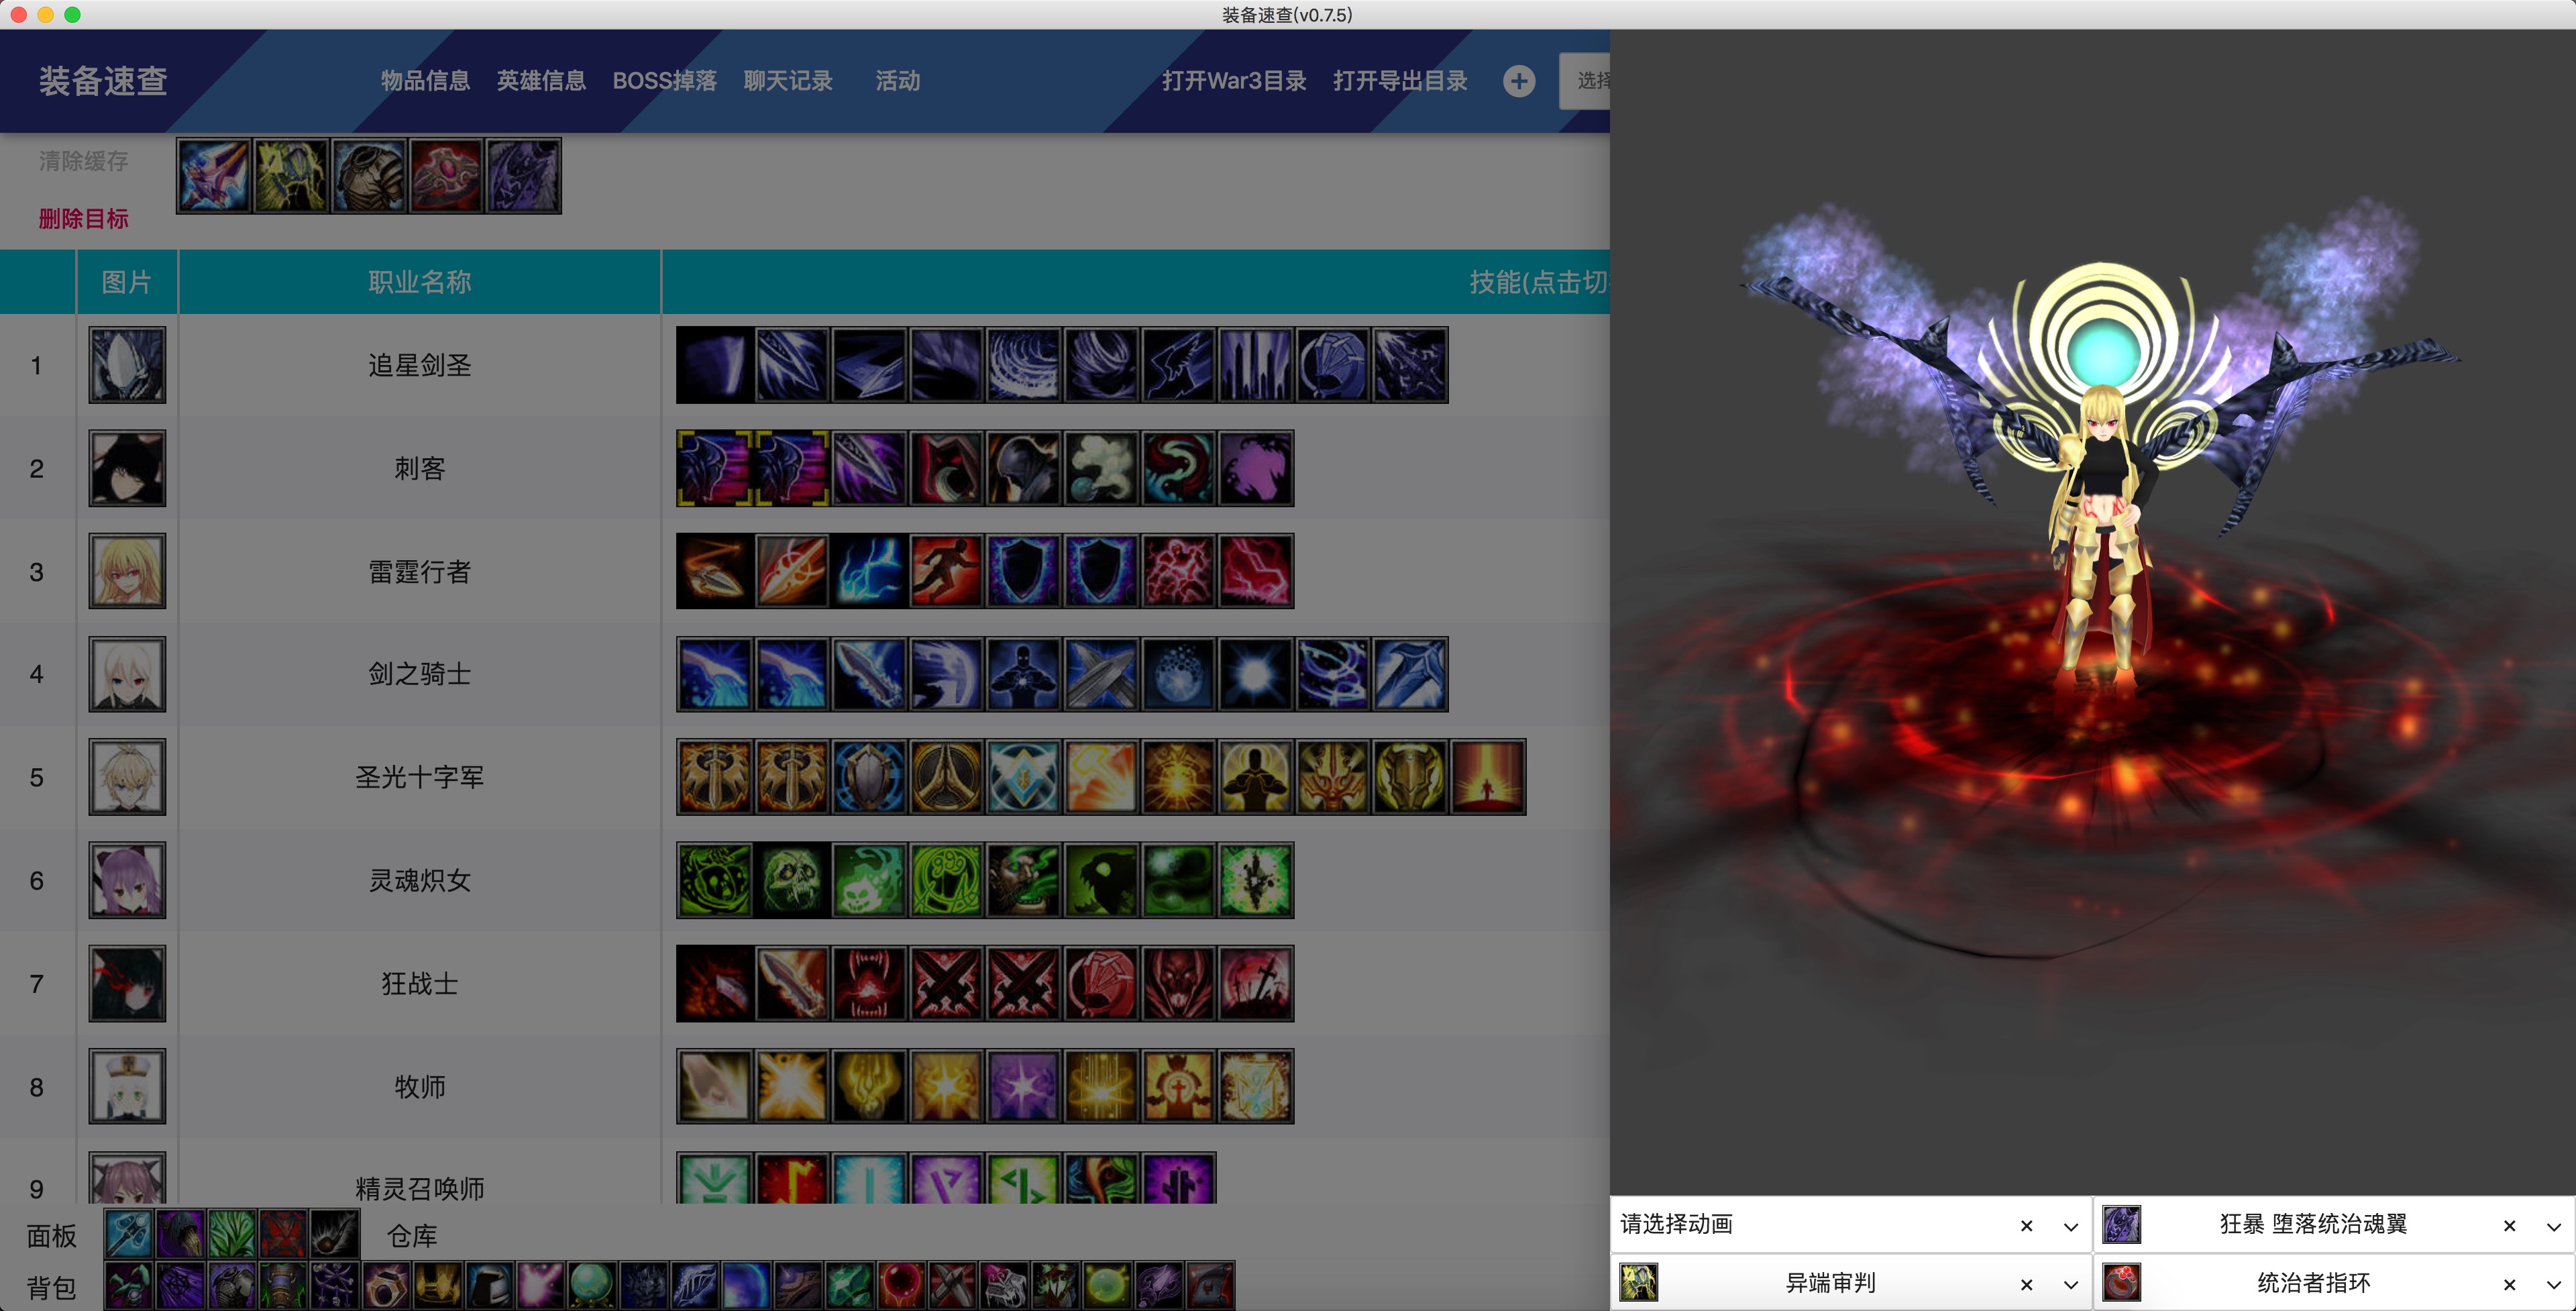 装备速查(v0.7.5)
装备速查 物品信息 英雄信息 BOSS掉落 聊天记录 活动 打开War3目录 打开导出目录 选择
清除缓存
删除目标
图片 职业名称 技能(点击切
1 追星剑圣
2 刺客
3 雷霆行者
4 剑之骑士
5 圣光十字军
6 灵魂炽女
7 狂战士
8 牧师
9 精灵召唤师
面板 仓库
背包
请选择动画 狂暴 堕落统治魂翼
异端审判 统治者指环